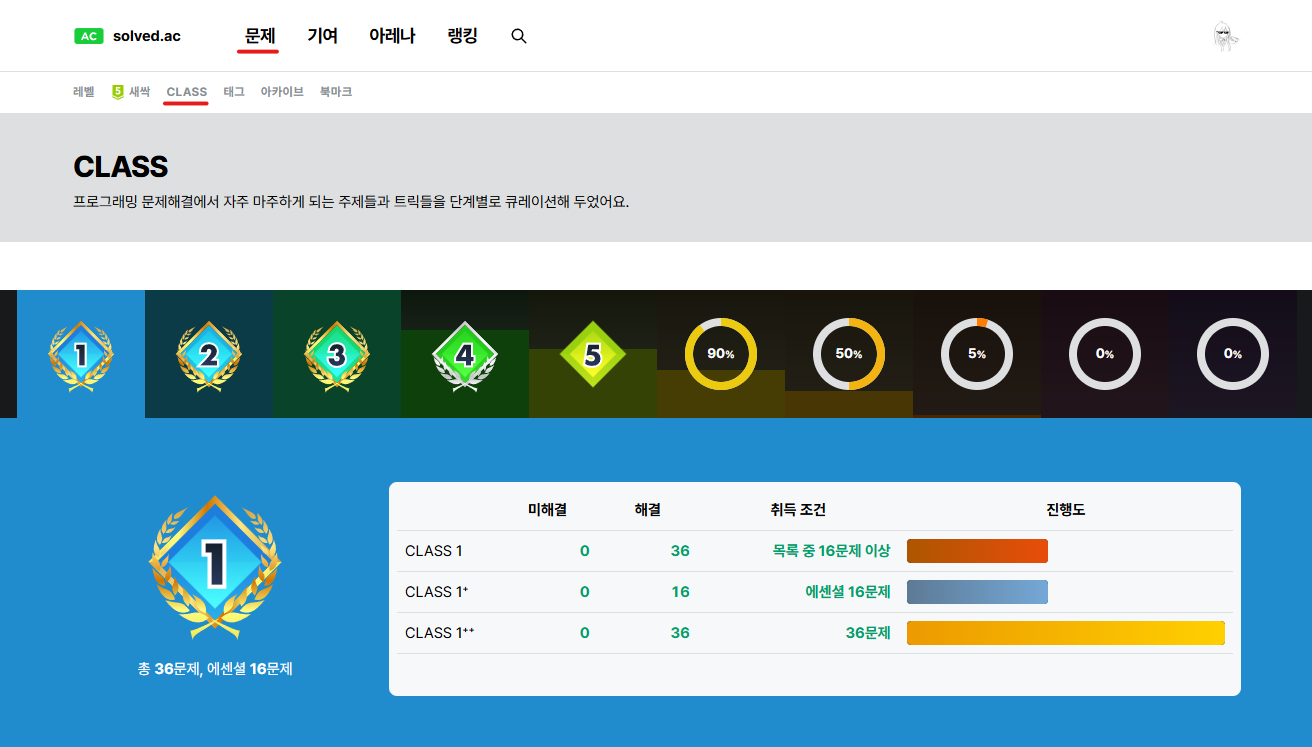 AC solved.ac 문제 기여 아레나 랭킹
레벨 5 새싹 CLASS 태그 아카이브 북마크
CLASS
프로그래밍 문제해결에서 자주 마주하게 되는 주제들과 트릭들을 단계별로 큐레이션해 두었어요.
1 2 3 4 5 90% 50% 5% 0% 0%
미해결 해결 취득 조건 진행도
CLASS 1 0 36 목록 중 16문제 이상
CLASS 1+ 0 16 에센셜 16문제
CLASS 1++ 0 36 36문제
1
총 36문제, 에센셜 16문제